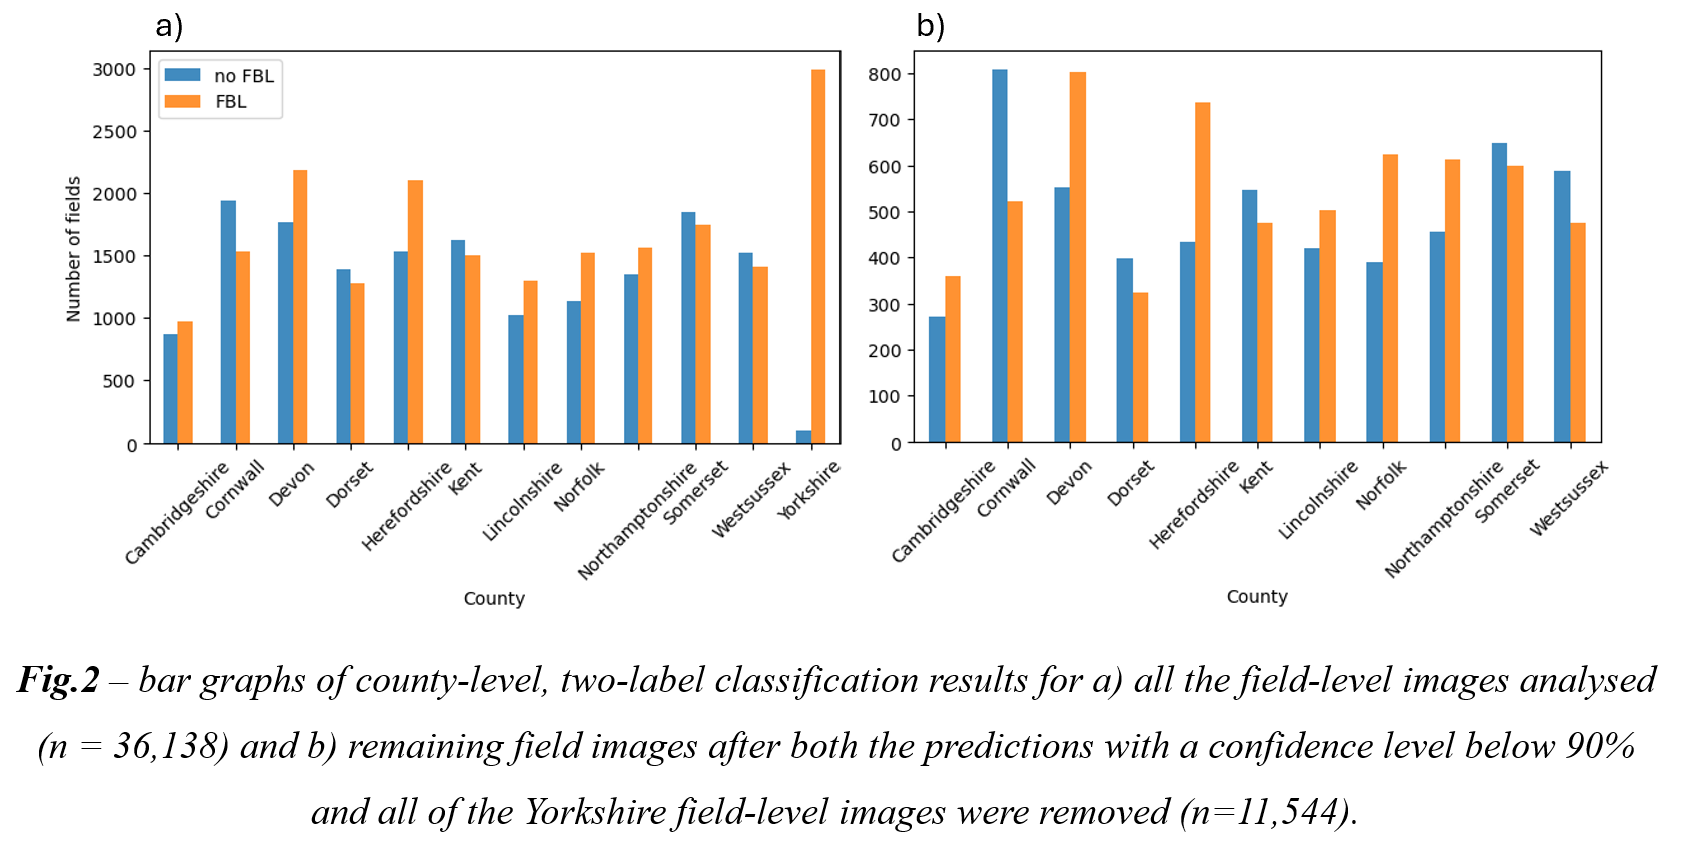 a)
3000
2500
2000
1500
1000
500
0
Number of fields
no FBL
FBL
Cambridgeshire
Cornwall
Devon
Dorset
Herefordshire
Kent
Lincolnshire
Norfolk
Northamptonshire
Somerset
Westsussex
Yorkshire
County
b)
800
700
600
500
400
300
200
100
0
Cambridgeshire
Cornwall
Devon
Dorset
Herefordshire
Kent
Lincolnshire
Norfolk
Northamptonshire
Somerset
Westsussex
County
Fig.2 – bar graphs of county-level, two-label classification results for a) all the field-level images analysed
(n = 36,138) and b) remaining field images after both the predictions with a confidence level below 90%
and all of the Yorkshire field-level images were removed (n=11,544).